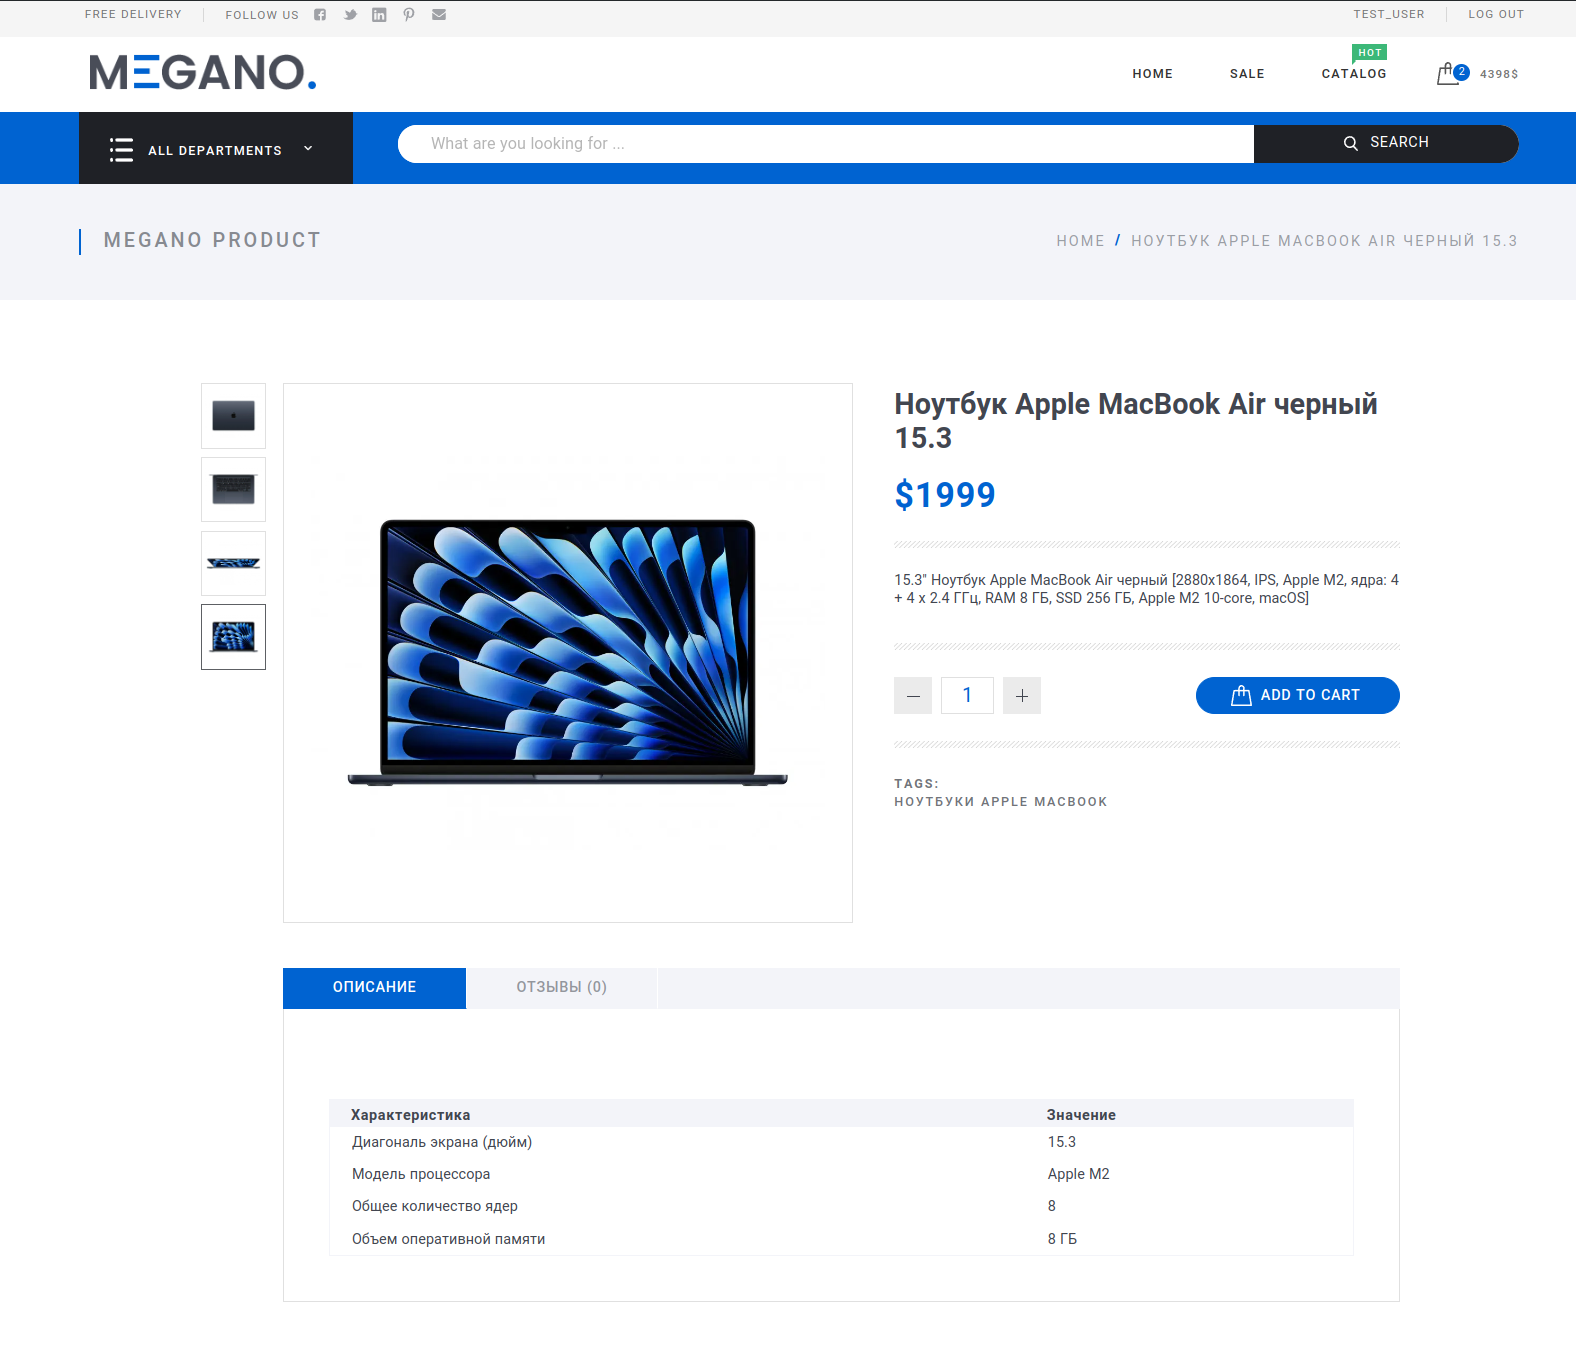 FREE DELIVERY
FOLLOW US
TEST_USER
LOG OUT
MEGANO.
HOME
SALE
HOT
CATALOG
2
4398$
ALL DEPARTMENTS
What are you looking for ...
SEARCH
MEGANO PRODUCT
HOME / НОУТБУК APPLE MACBOOK AIR ЧЕРНЫЙ 15.3
Ноутбук Apple MacBook Air черный
15.3
$1999
15.3" Ноутбук Apple MacBook Air черный [2880x1864, IPS, Apple M2, ядра: 4
+ 4 х 2.4 ГГц, RAM 8 ГБ, SSD 256 ГБ, Apple M2 10-core, macOS]
1
ADD TO CART
TAGS:
НОУТБУКИ APPLE MACBOOK
ОПИСАНИЕ
ОТЗЫВЫ (0)
Характеристика Значение
Диагональ экрана (дюйм) 15.3
Модель процессора Apple M2
Общее количество ядер 8
Объем оперативной памяти 8 ГБ